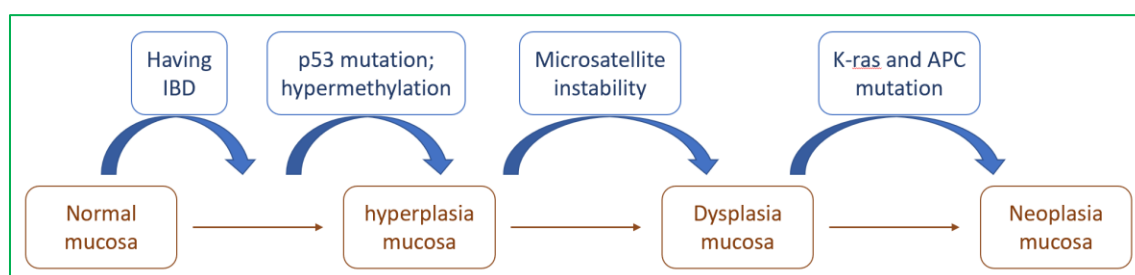 Having
IBD
p53 mutation;
hypermethylation
Microsatellite
instability
K-ras and APC
mutation
Normal
mucosa
hyperplasia
mucosa
Dysplasia
mucosa
Neoplasia
mucosa